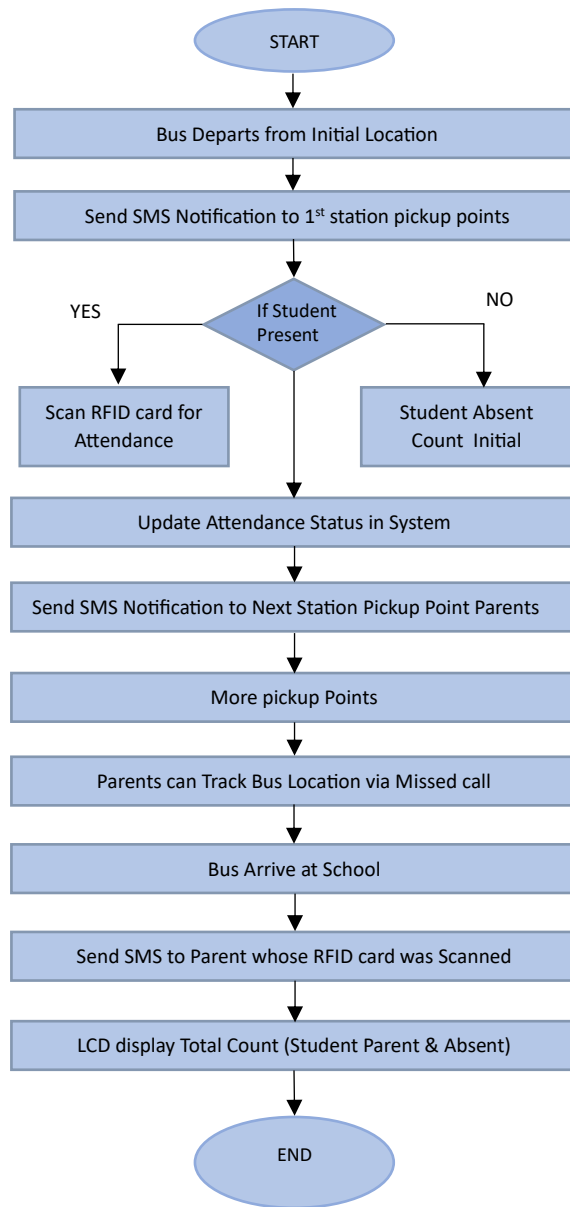 START
Bus Departs from Initial Location
Send SMS Notification to 1st station pickup points
YES
If Student
Present
NO
Scan RFID card for
Attendance
Student Absent
Count Initial
Update Attendance Status in System
Send SMS Notification to Next Station Pickup Point Parents
More pickup Points
Parents can Track Bus Location via Missed call
Bus Arrive at School
Send SMS to Parent whose RFID card was Scanned
LCD display Total Count (Student Parent & Absent)
END